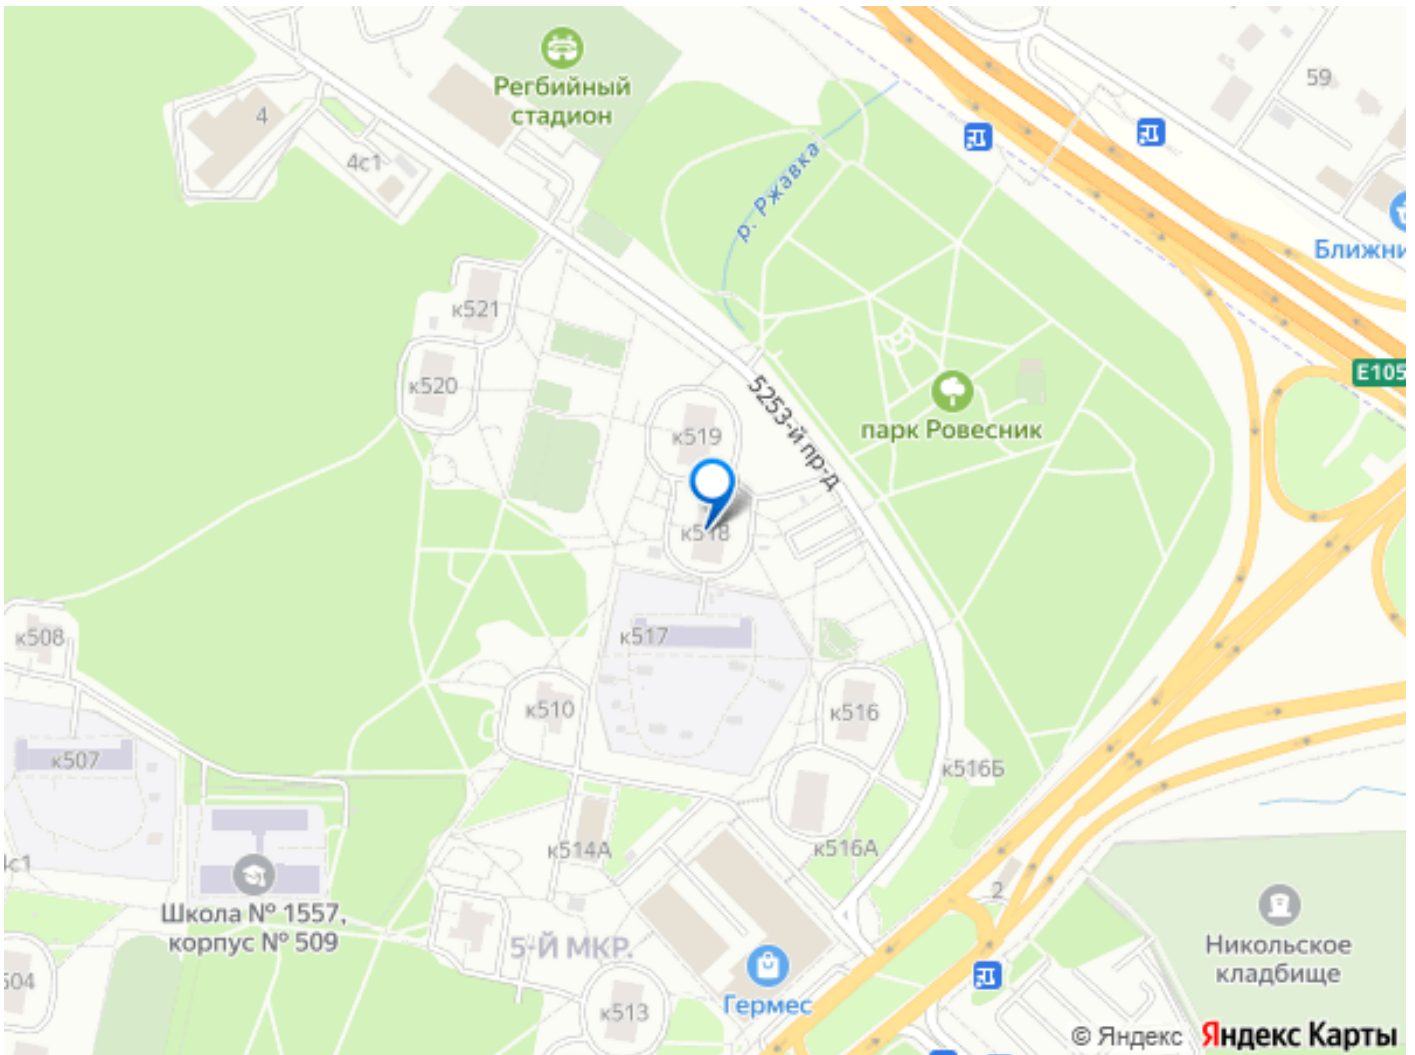 Регбийный
стадион
59
4
4с1
р. Ржавка
Ближни
к521
E105
к520
5253-й пр-д
парк Ровесник
к519
к518
к508
к517
к510
к516
к507
к516Б
к514А
к516А
4с1
2
Школа № 1557,
корпус № 509
5-Й МКР.
Никольское
кладбище
504
Гермес
к513
© Яндекс Яндекс Карты